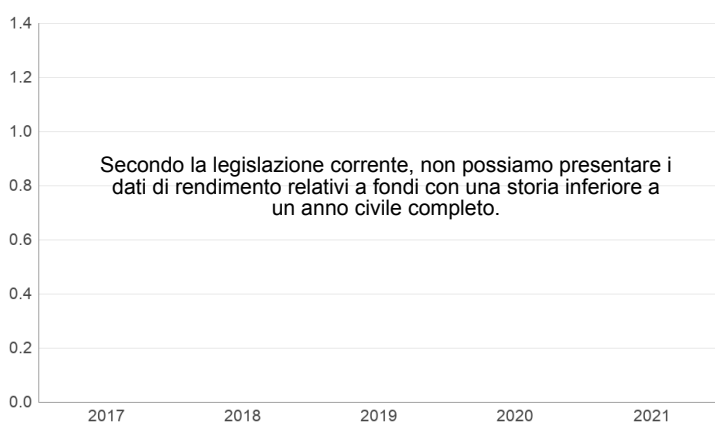 1.4
1.2
1.0
Secondo la legislazione corrente, non possiamo presentare i
0.8
dati di rendimento relativi a fondi con una storia inferiore a
un anno civile completo.
0.6
0.4
0.2
0.0
2017 2018 2019 2020 2021